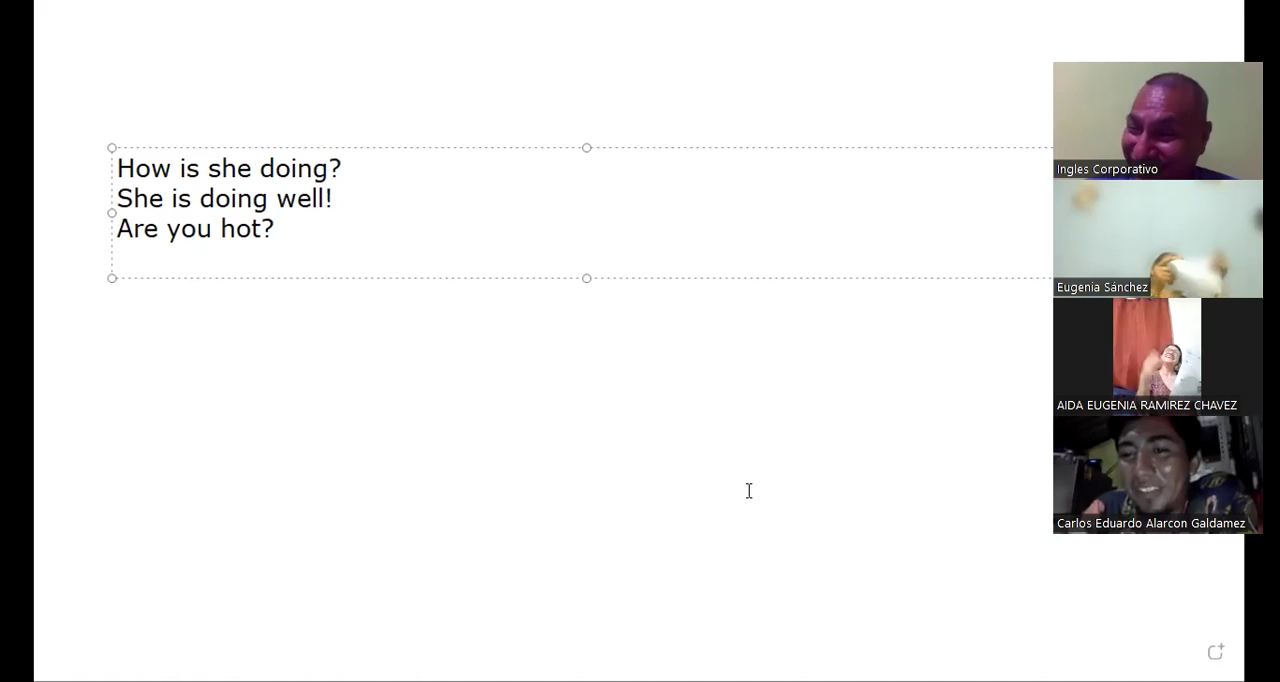 How is she doing?
She is doing well!
Are you hot?
Ingles Corporativo
Eugenia Sánchez
AIDA EUGENIA RAMIREZ CHAVEZ
Carlos Eduardo Alarcon Galdamez